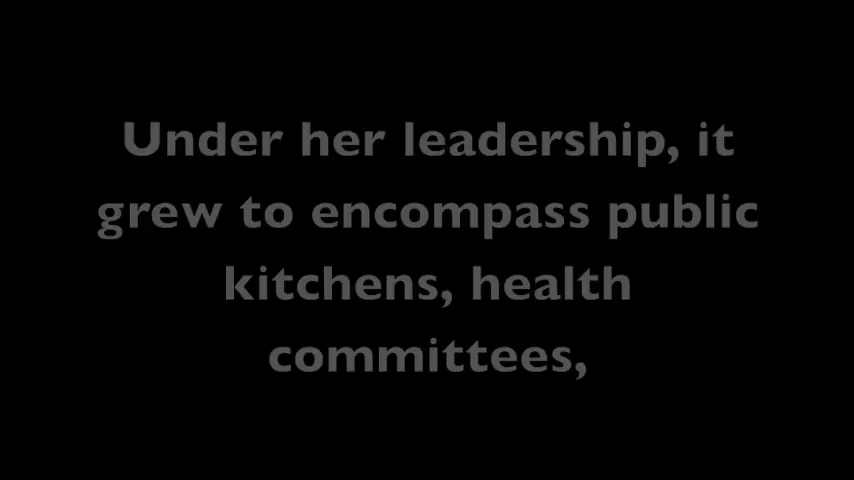 Under her leadership, it
grew to encompass public
kitchens, health
committees,